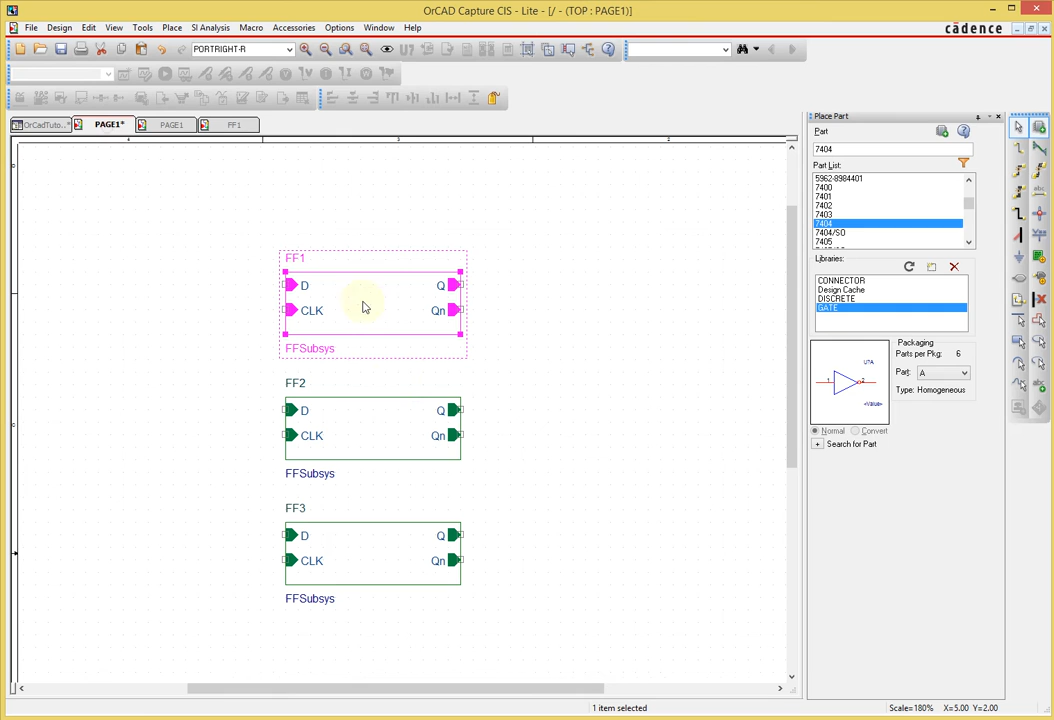 OrCAD Capture CIS - Lite - [/ - (TOP : PAGE1)]
File Design Edit View Tools Place SI Analysis Macro Accessories Options Window Help
cādence
PORTRIGHT-R
OrCadTuto..*
PAGE1*
PAGE1
FF1
Place Part
Part
7404
Part List:
5962-8984401
7400
7401
7402
7403
7404
7404/SO
7405
Libraries:
CONNECTOR
Design Cache
DISCRETE
GATE
Packaging
Parts per Pkg: 6
Part: A
Type: Homogeneous
U?A
1 2
<Value>
Normal Convert
+ Search for Part
FF1
D Q
CLK Qn
FFSubsys
FF2
D Q
CLK Qn
FFSubsys
FF3
D Q
CLK Qn
FFSubsys
1 item selected
Scale=180% X=5.00 Y=2.00